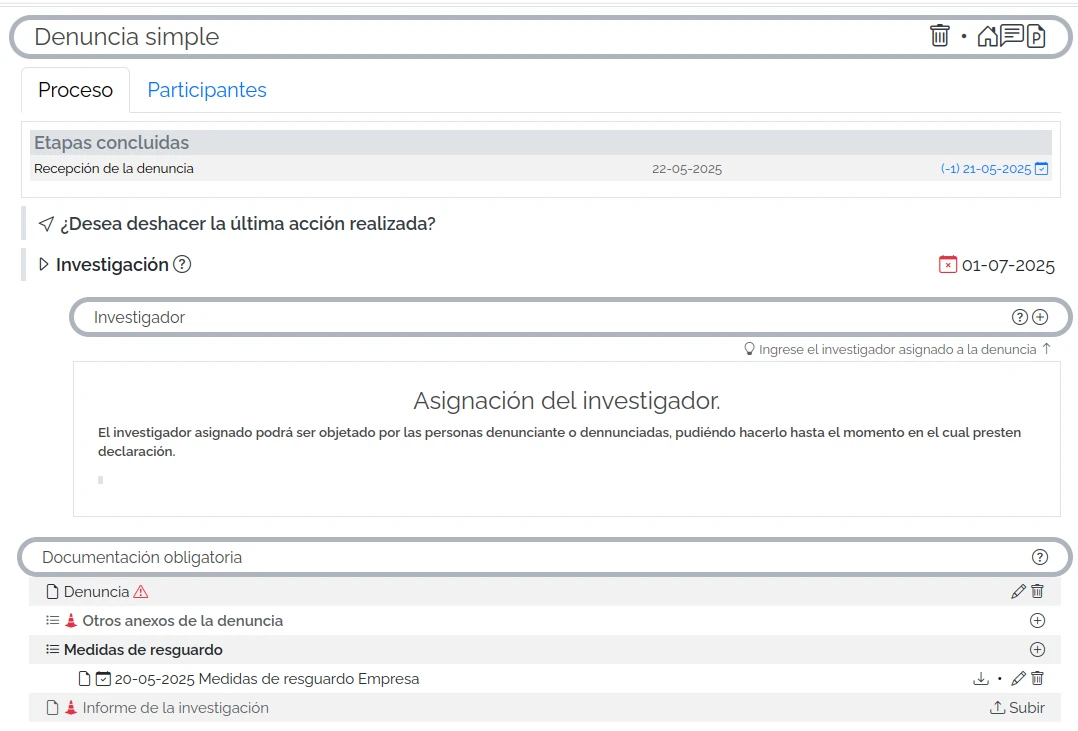 Denuncia simple
Proceso
Participantes
Etapas concluidas
Recepción de la denuncia 22-05-2025 (-1) 21-05-2025
¿Desea deshacer la última acción realizada?
Investigación 01-07-2025
Investigador
Ingrese el investigador asignado a la denuncia
Asignación del investigador.
El investigador asignado podrá ser objetado por las personas denunciante o dennunciadas, pudiéndo hacerlo hasta el momento en el cual presten
declaración.
Documentación obligatoria
Denuncia
Otros anexos de la denuncia
Medidas de resguardo
20-05-2025 Medidas de resguardo Empresa
Informe de la investigación Subir